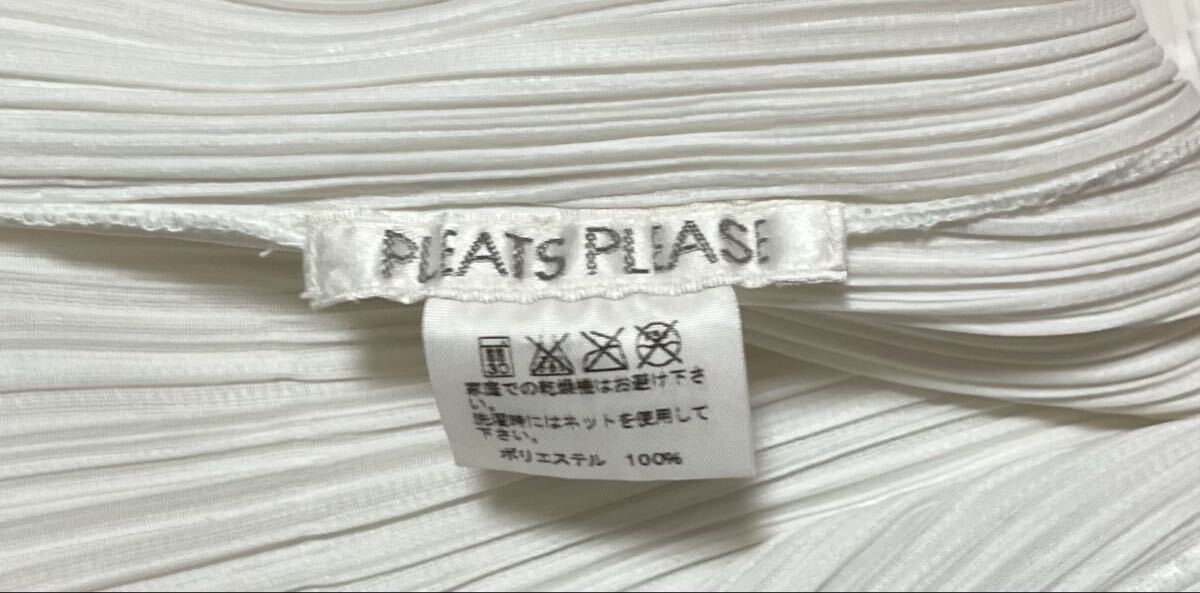 PLEATS PLEASE
30
家庭での乾燥機はお避け下さ
い。
洗濯時にはネットを使用して
下さい。
ポリエステル 100%